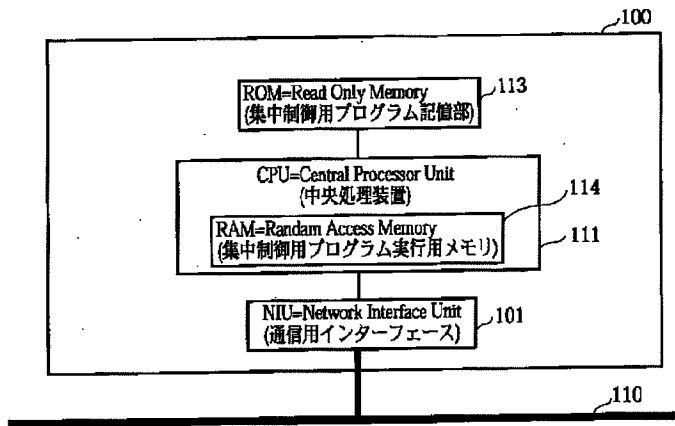 100
ROM=Read Only Memory
(集中制御用プログラム記憶部)
113
CPU=Central Processor Unit
(中央処理装置)
114
RAM=Randam Access Memory
(集中制御用プログラム実行用メモリ)
111
NIU=Network Interface Unit
(通信用インターフェース)
101
110